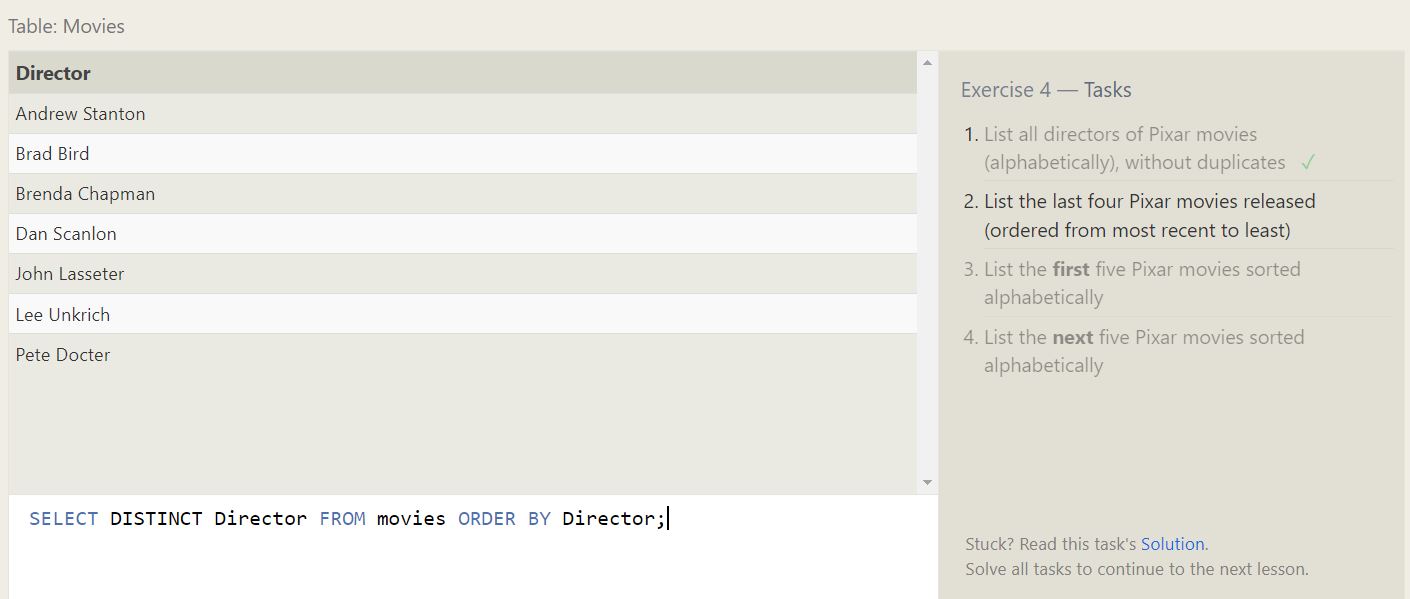 Table: Movies
Director
Andrew Stanton
Brad Bird
Brenda Chapman
Dan Scanlon
John Lasseter
Lee Unkrich
Pete Docter
SELECT DISTINCT Director FROM movies ORDER BY Director;
Exercise 4 — Tasks
1. List all directors of Pixar movies
(alphabetically), without duplicates ✓
2. List the last four Pixar movies released
(ordered from most recent to least)
3. List the first five Pixar movies sorted
alphabetically
4. List the next five Pixar movies sorted
alphabetically
Stuck? Read this task's Solution.
Solve all tasks to continue to the next lesson.